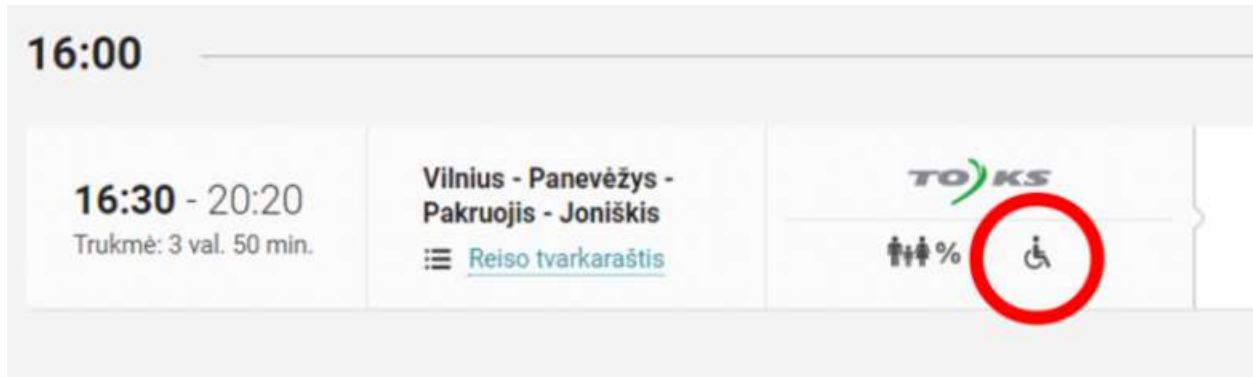 16:00
16:30 - 20:20
Trukmė: 3 val. 50 min.
Vilnius - Panevėžys -
Pakruojis - Joniškis
Reiso tvarkaraštis
TOKS
%